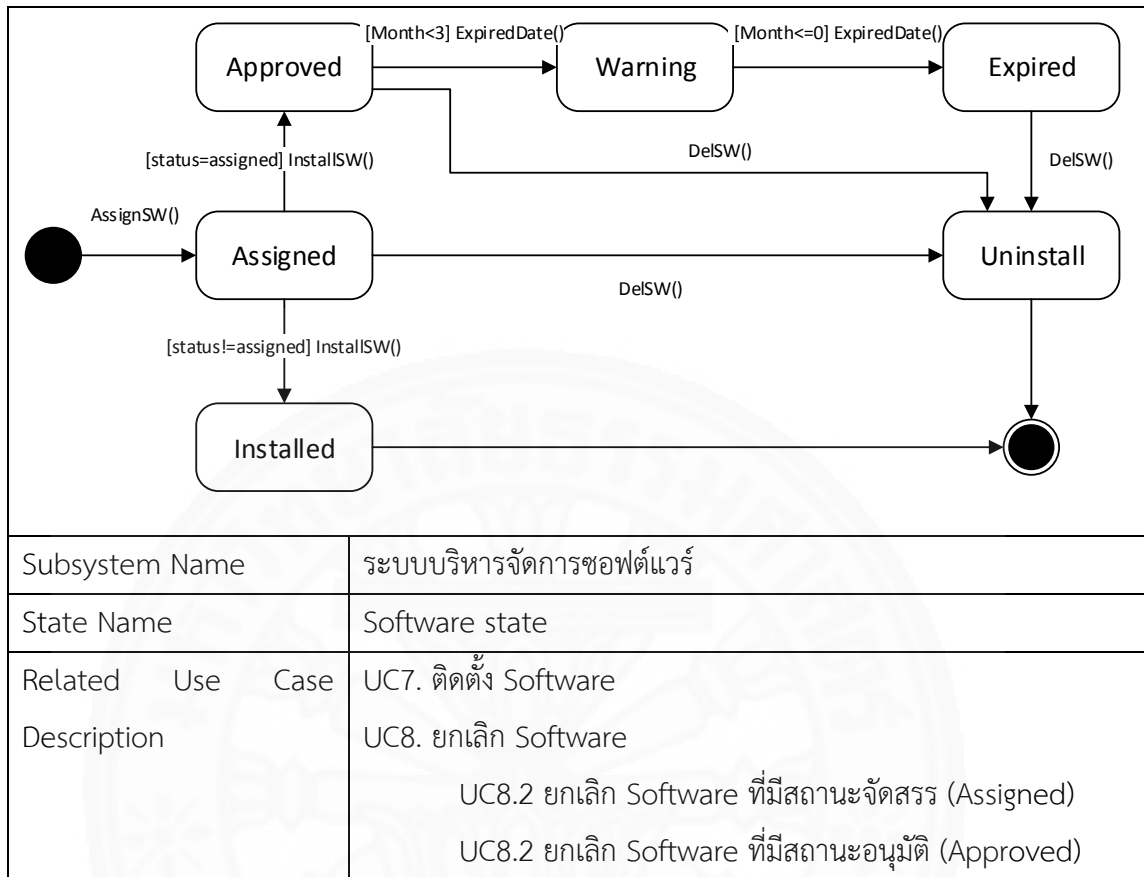 [Month<3] ExpiredDate()
[Month<=0] ExpiredDate()
Approved
Warning
Expired
[status=assigned] InstallSW()
DelSW()
DelSW()
AssignSW()
Assigned
Uninstall
DelSW()
[status!=assigned] InstallSW()
Installed
Subsystem Name
ระบบบริหารจัดการซอฟต์แวร์
State Name
Software state
Related Use Case
Description
UC7. ติดตั้ง Software
UC8. ยกเลิก Software
UC8.2 ยกเลิก Software ที่มีสถานะจัดสรร (Assigned)
UC8.2 ยกเลิก Software ที่มีสถานะอนุมัติ (Approved)